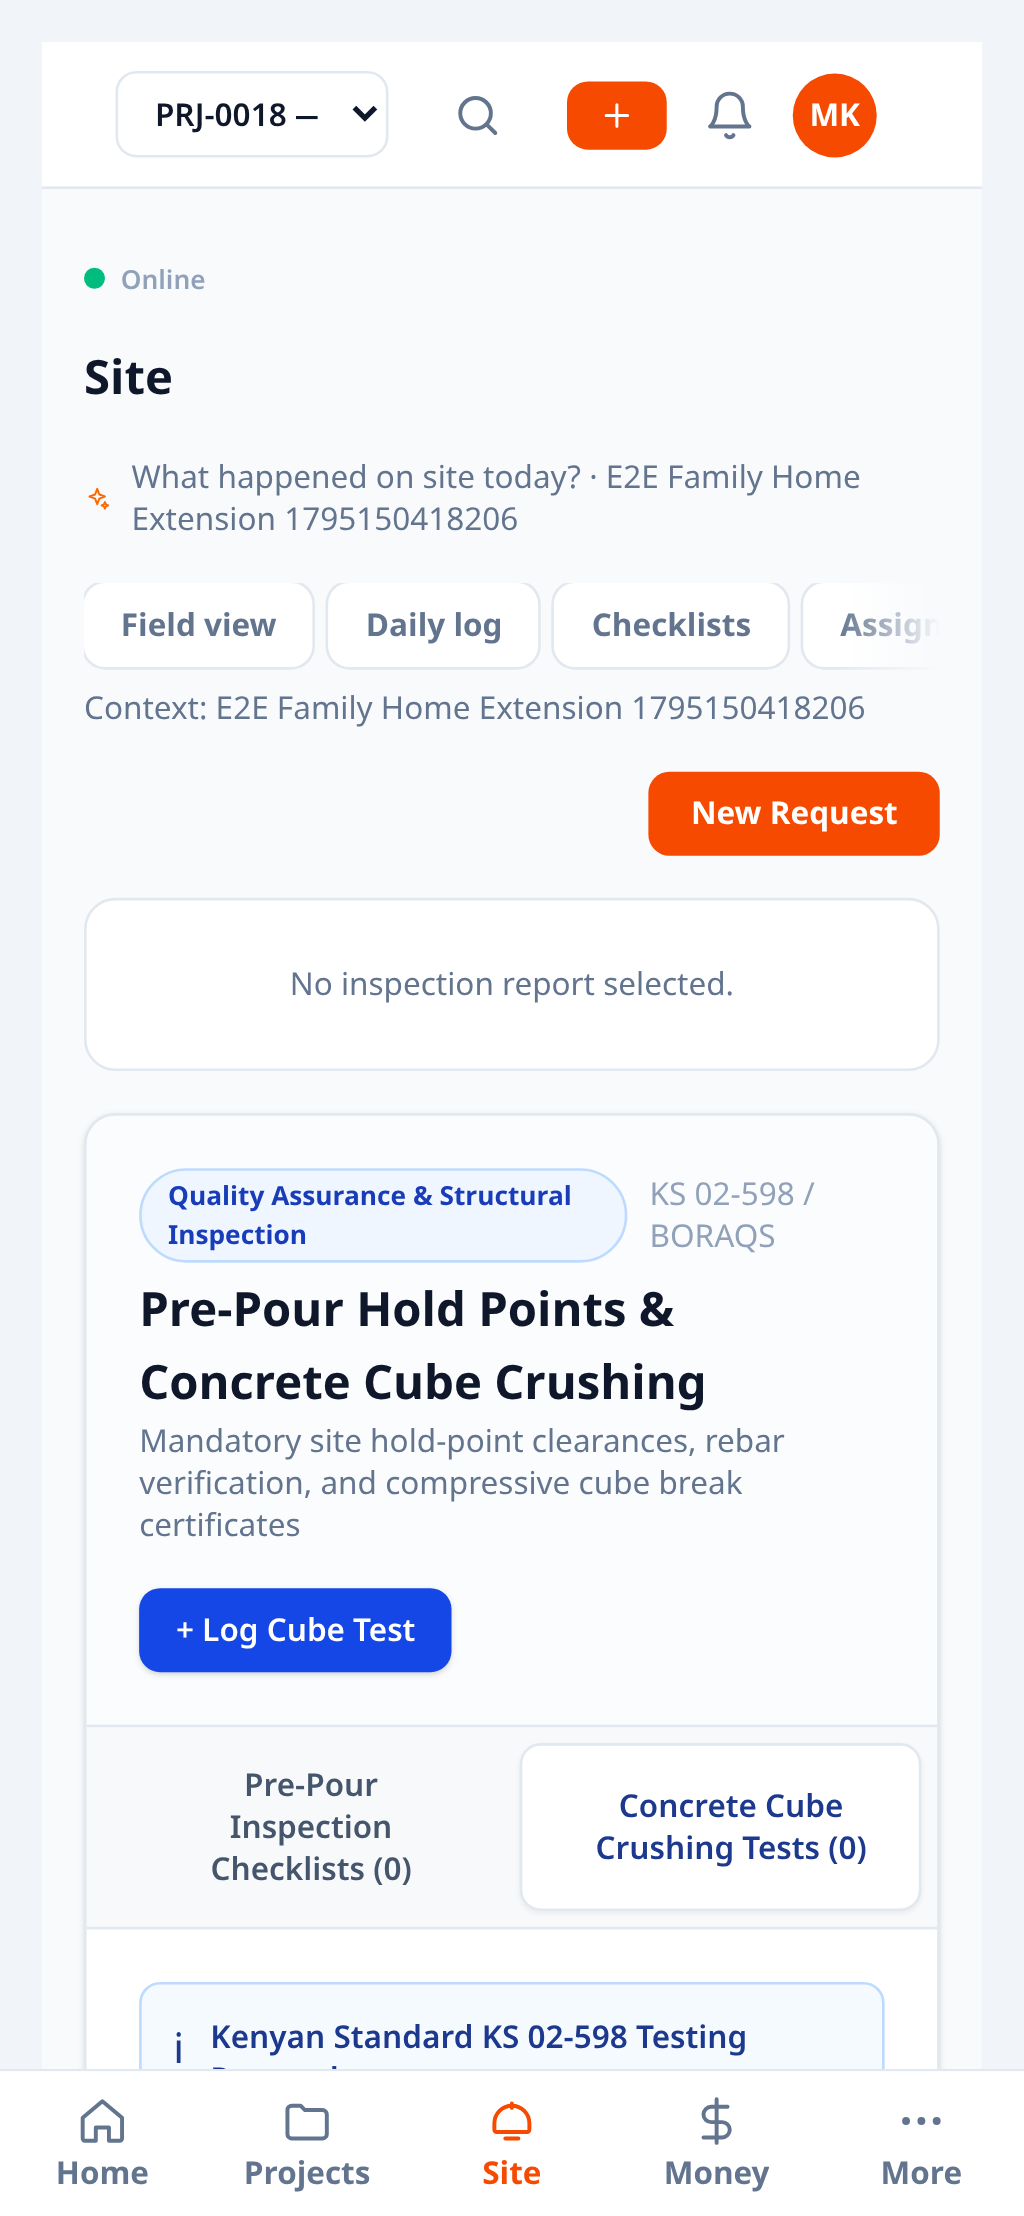 PRJ-0018 –
MK
Online
Site
What happened on site today? · E2E Family Home
Extension 1795150418206
Field view
Daily log
Checklists
Assign
Context: E2E Family Home Extension 1795150418206
New Request
No inspection report selected.
Quality Assurance & Structural
Inspection
KS 02-598 /
BORAQS
Pre-Pour Hold Points &
Concrete Cube Crushing
Mandatory site hold-point clearances, rebar
verification, and compressive cube break
certificates
+ Log Cube Test
Pre-Pour
Inspection
Checklists (0)
Concrete Cube
Crushing Tests (0)
i
Kenyan Standard KS 02-598 Testing
Home
Projects
Site
Money
More